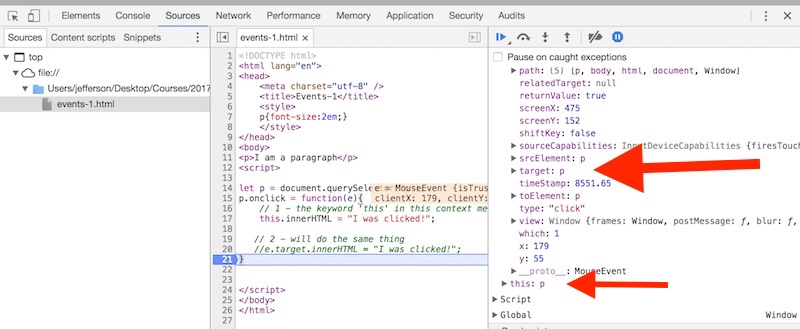 Elements Console Sources Network Performance Memory Application Security Audits
Sources Content scripts Snippets
top
file://
Users/jefferson/Desktop/Courses/2017
events-1.html
events-1.html ×
1 <!DOCTYPE html>
2 <html lang="en">
3 <head>
4 <meta charset="utf-8" />
5 <title>Events-1</title>
6 <style>
7 p{font-size:2em;}
8 </style>
9 </head>
10 <body>
11 <p>I am a paragraph</p>
12 <script>
13
14 let p = document.querySele e = MouseEvent {isTrus
15 p.onclick = function(e){ clientX: 179, clientY:
16 // 1 - the keyword 'this' in this context me
17 this.innerHTML = "I was clicked!";
18
19 // 2 - will do the same thing
20 //e.target.innerHTML = "I was clicked!";
21 }
22
23
24 </script>
25 </body>
26 </html>
Pause on caught exceptions
path: (5) [p, body, html, document, Window]
relatedTarget: null
returnValue: true
screenX: 475
screenY: 152
shiftKey: false
sourceCapabilities: InputDeviceCapabilities {firesTouch
srcElement: p
target: p
timeStamp: 8551.65
toElement: p
type: "click"
view: Window {frames: Window, postMessage: ƒ, blur: ƒ,
which: 1
x: 179
y: 55
__proto__: MouseEvent
this: p
Script
Global Window